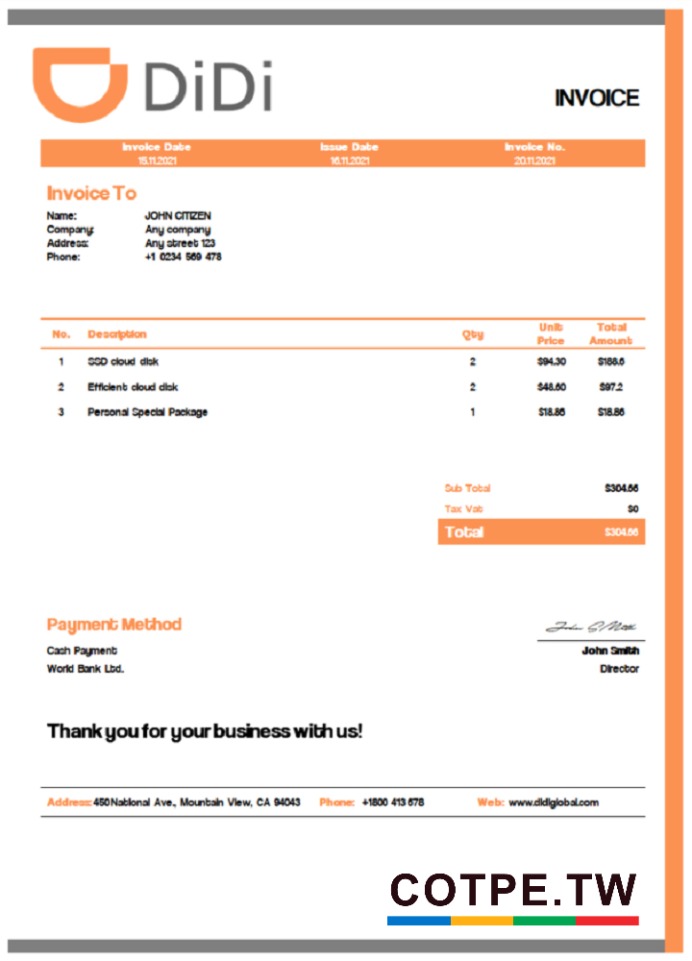 DiDi
INVOICE
Invoice Date Issue Date Invoice No.
15.11.2021 16.11.2021 20.11.2021
Invoice To
Name: JOHN CITIZEN
Company: Any company
Address: Any street 123
Phone: +1 0234 569 478
No. Description Qty Unit Price Total Amount
1 SSD cloud disk 2 $94.30 $188.6
2 Efficient cloud disk 2 $48.60 $97.2
3 Personal Special Package 1 $18.86 $18.86
Sub Total $304.66
Tax Vat $0
Total $304.66
Payment Method
John Smith
Cash Payment John Smith
World Bank Ltd. Director
Thank you for your business with us!
Address: 450 National Ave., Mountain View, CA 94043 Phone: +1800 413 678 Web: www.didiglobal.com
COTPE.TW